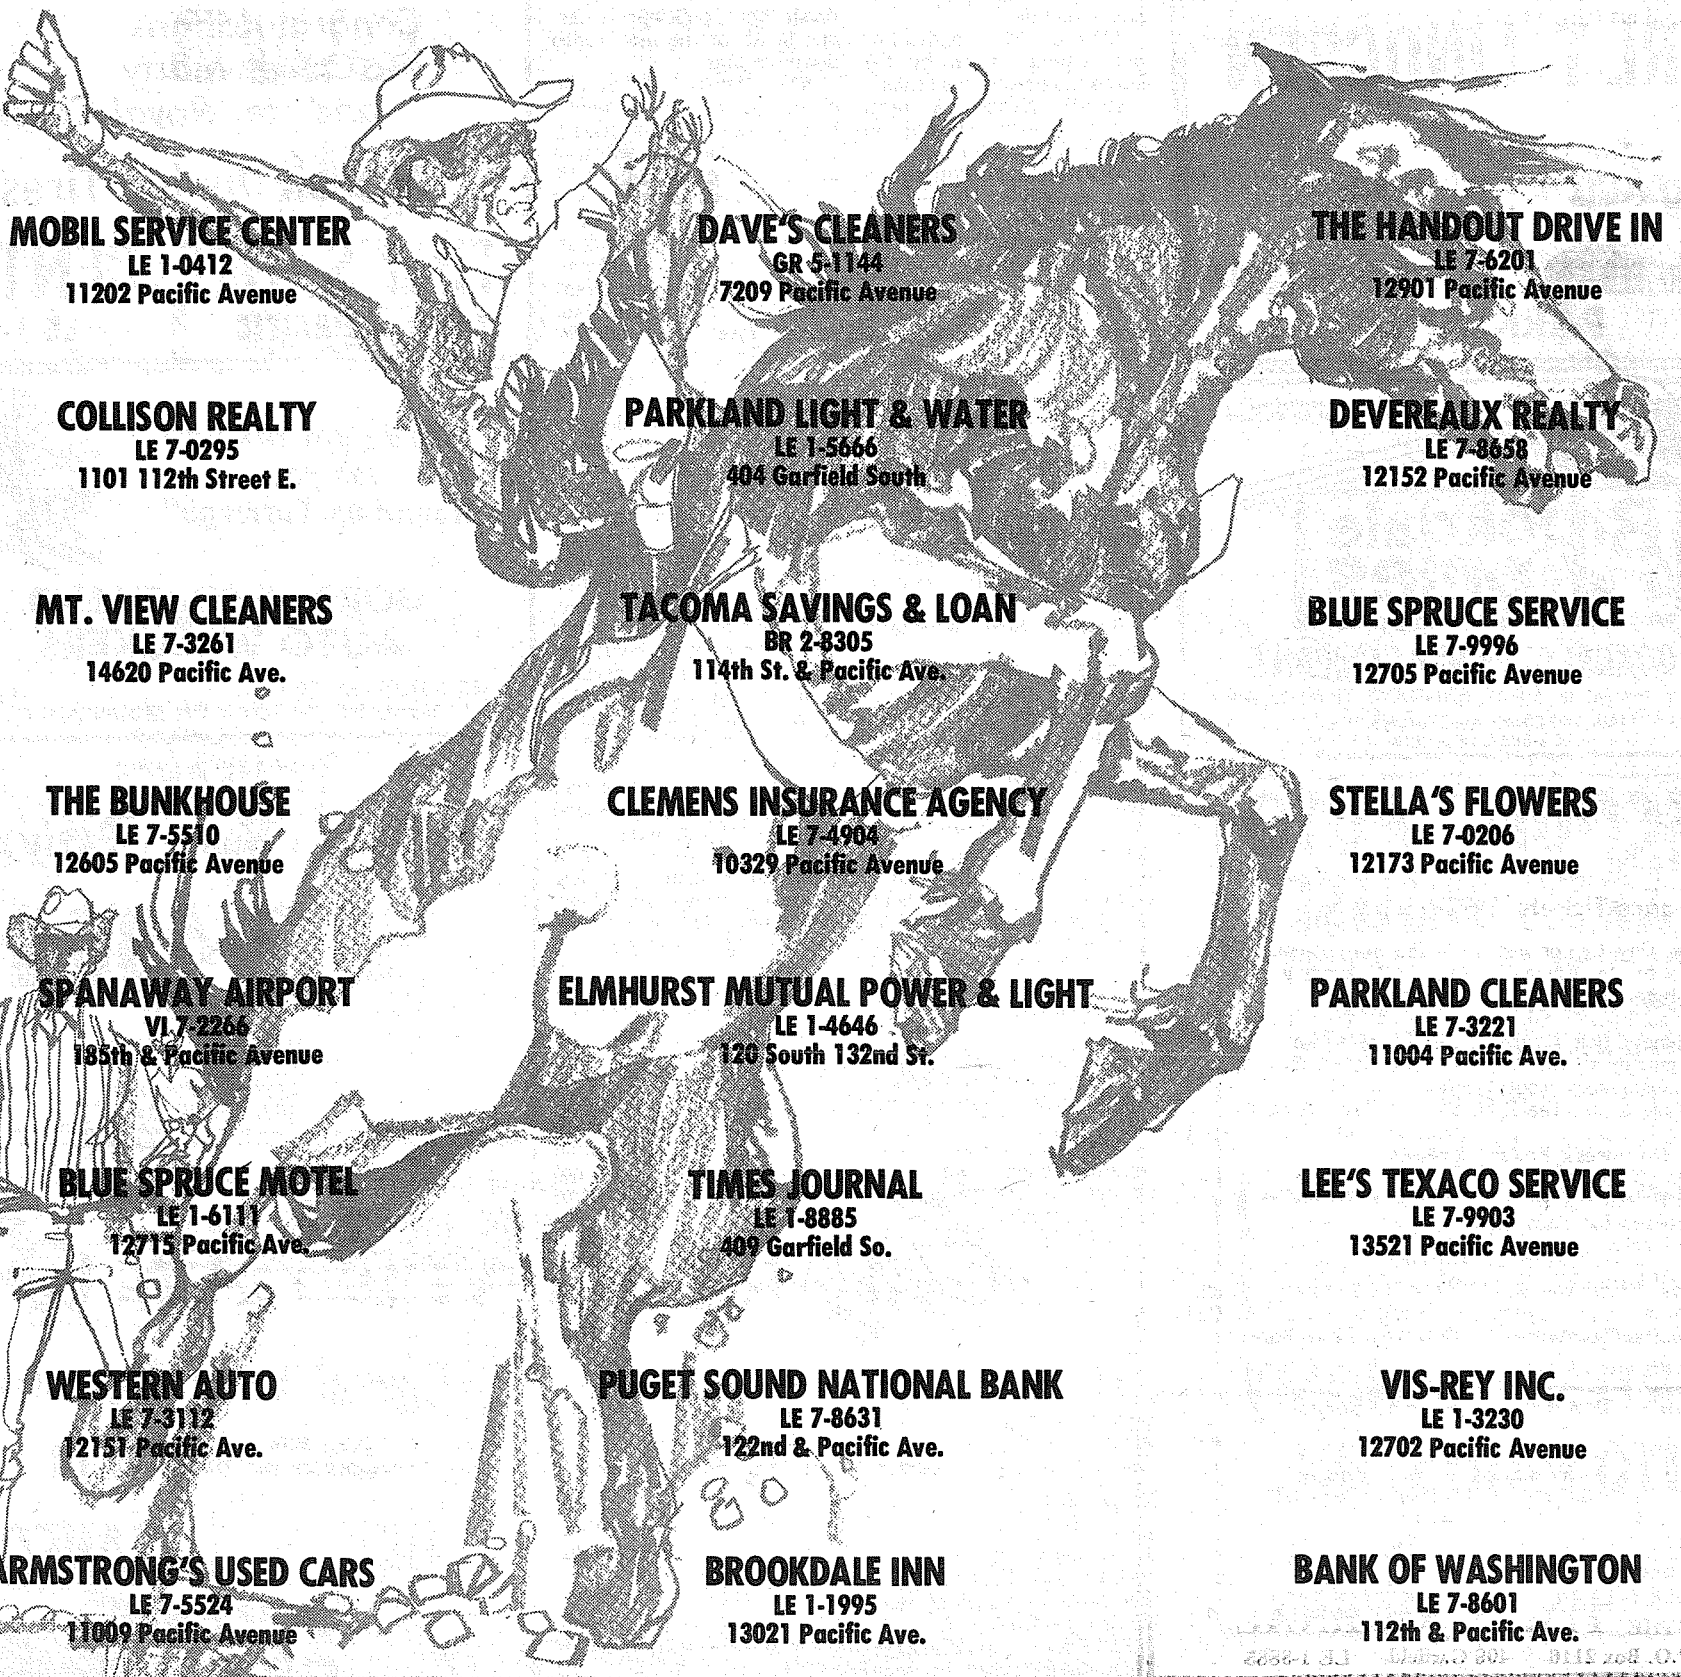 MOBIL SERVICE CENTER
LE 1-0412
11202 Pacific Avenue
DAVE'S CLEANERS
GR 5-1144
7209 Pacific Avenue
THE HANDOUT DRIVE IN
LE 7-6201
12901 Pacific Avenue
COLLISON REALTY
LE 7-0295
1101 112th Street E.
PARKLAND LIGHT & WATER
LE 1-5666
404 Garfield South
DEVEREAUX REALTY
LE 7-8658
12152 Pacific Avenue
MT. VIEW CLEANERS
LE 7-3261
14620 Pacific Ave.
TACOMA SAVINGS & LOAN
BR 2-8305
114th St. & Pacific Ave.
BLUE SPRUCE SERVICE
LE 7-9996
12705 Pacific Avenue
THE BUNKHOUSE
LE 7-5510
12605 Pacific Avenue
CLEMENS INSURANCE AGENCY
LE 7-4904
10329 Pacific Avenue
STELLA'S FLOWERS
LE 7-0206
12173 Pacific Avenue
SPANAWAY AIRPORT
VI 7-2266
185th & Pacific Avenue
ELMHURST MUTUAL POWER & LIGHT
LE 1-4646
120 South 132nd St.
PARKLAND CLEANERS
LE 7-3221
11004 Pacific Ave.
BLUE SPRUCE MOTEL
LE 1-6111
12715 Pacific Ave.
TIMES JOURNAL
LE 1-8885
409 Garfield So.
LEE'S TEXACO SERVICE
LE 7-9903
13521 Pacific Avenue
WESTERN AUTO
LE 7-3112
12151 Pacific Ave.
PUGET SOUND NATIONAL BANK
LE 7-8631
122nd & Pacific Ave.
VIS-REY INC.
LE 1-3230
12702 Pacific Avenue
ARMSTRONG'S USED CARS
LE 7-5524
11009 Pacific Avenue
BROOKDALE INN
LE 1-1995
13021 Pacific Ave.
BANK OF WASHINGTON
LE 7-8601
112th & Pacific Ave.